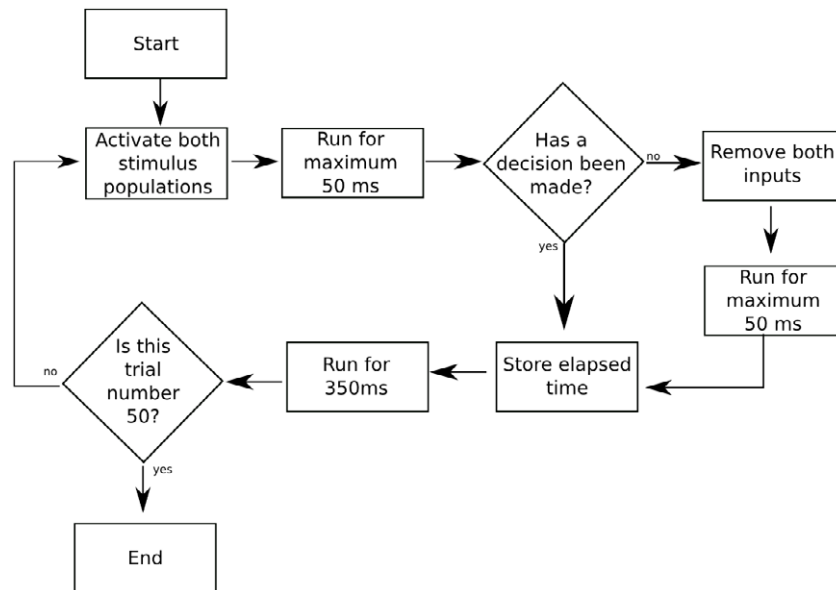 Start
Activate both
stimulus
populations
Run for
maximum
50 ms
Has a
decision been
made?
no
Remove both
inputs
yes
Run for
maximum
50 ms
Store elapsed
time
Run for
350ms
Is this
trial
number
50?
no
yes
End